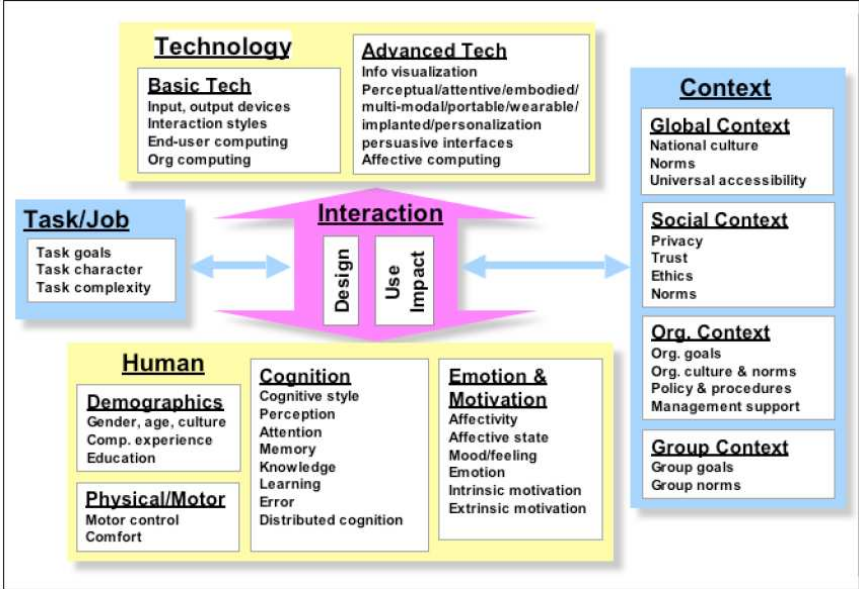 Technology
Basic Tech
Input, output devices
Interaction styles
End-user computing
Org computing
Advanced Tech
Info visualization
Perceptual/attentive/embodied/
multi-modal/portable/wearable/
implanted/personalization
persuasive interfaces
Affective computing
Context
Global Context
National culture
Norms
Universal accessibility
Social Context
Privacy
Trust
Ethics
Norms
Org. Context
Org. goals
Org. culture & norms
Policy & procedures
Management support
Group Context
Group goals
Group norms
Task/Job
Task goals
Task character
Task complexity
Interaction
Design
Use
Impact
Human
Demographics
Gender, age, culture
Comp. experience
Education
Physical/Motor
Motor control
Comfort
Cognition
Cognitive style
Perception
Attention
Memory
Knowledge
Learning
Error
Distributed cognition
Emotion &
Motivation
Affectivity
Affective state
Mood/feeling
Emotion
Intrinsic motivation
Extrinsic motivation